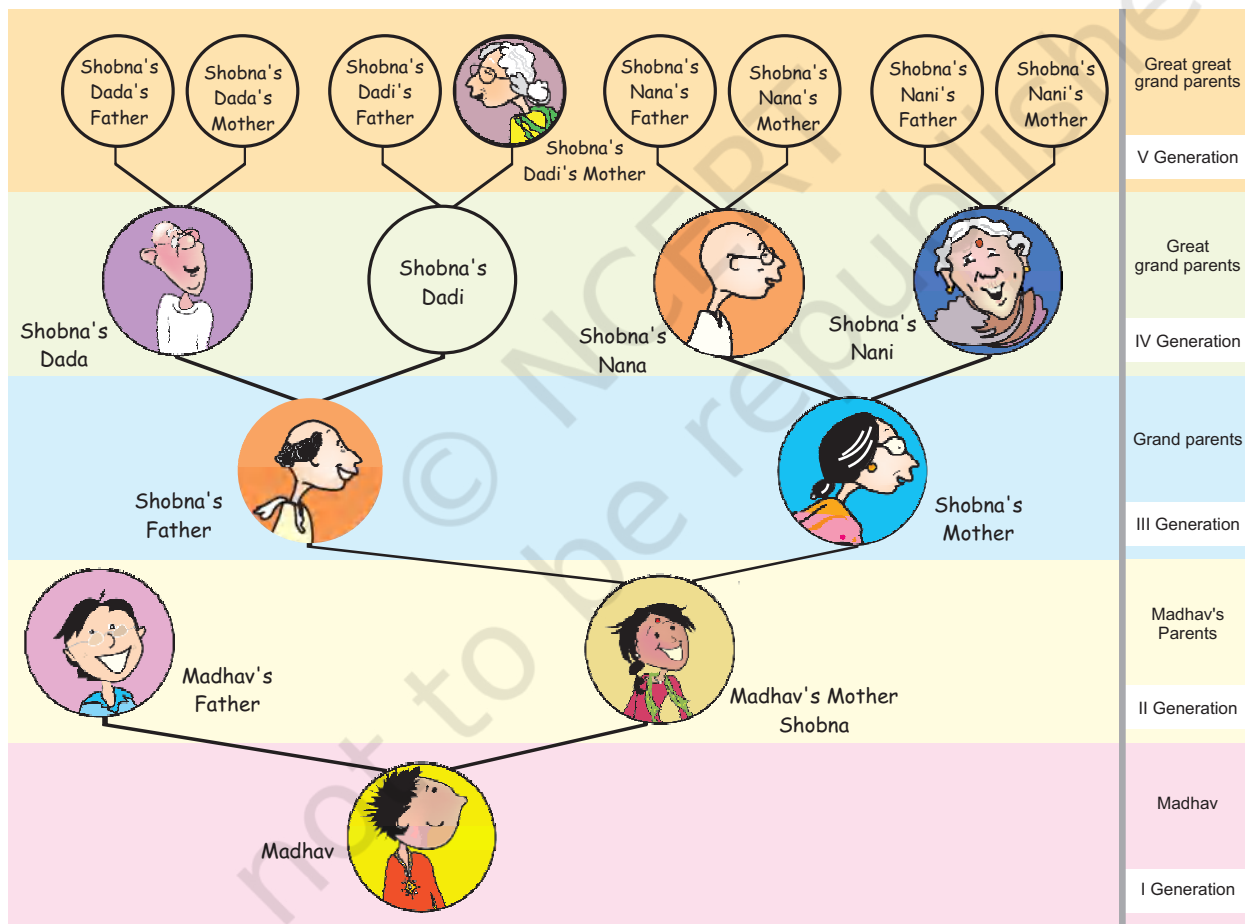 Shobna's
Dada's
Father
Shobna's
Dada's
Mother
Shobna's
Dadi's
Father
Shobna's
Dadi's Mother
Shobna's
Nana's
Father
Shobna's
Nana's
Mother
Shobna's
Nani's
Father
Shobna's
Nani's
Mother
Great great
grand parents
V Generation
Shobna's
Dada
Shobna's
Dadi
Shobna's
Nana
Shobna's
Nani
Great
grand parents
IV Generation
Shobna's
Father
Shobna's
Mother
Grand parents
III Generation
Madhav's
Father
Madhav's Mother
Shobna
Madhav's
Parents
II Generation
Madhav
Madhav
I Generation
© NCERT
not to be republishe